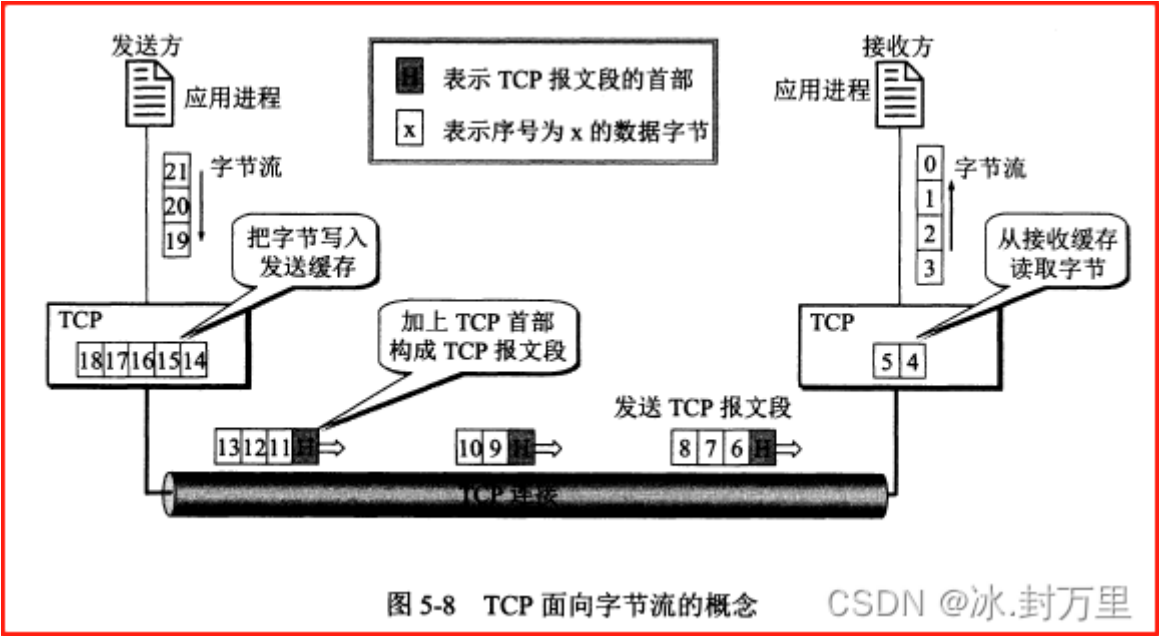 发送方
接收方
应用进程
H 表示 TCP 报文段的首部
x 表示序号为 x 的数据字节
应用进程
21
20
19
字节流
0
1
2
3
字节流
把字节写入
发送缓存
从接收缓存
读取字节
TCP
18 17 16 15 14
加上 TCP 首部
构成 TCP 报文段
TCP
5 4
发送 TCP 报文段
13 12 11 H
10 9 H
8 7 6 H
TCP 连接
图 5-8 TCP 面向字节流的概念
CSDN @冰.封万里